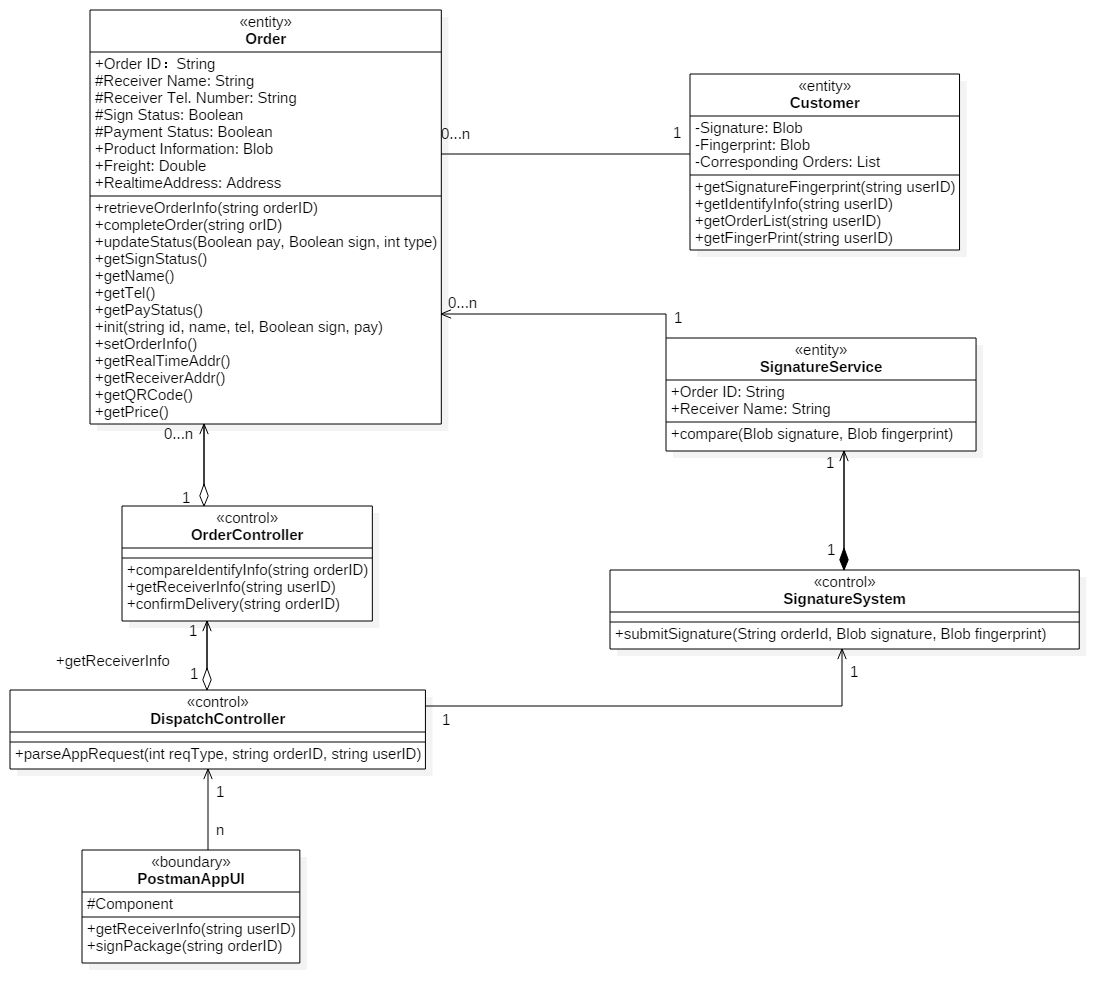 «entity»
Order
+Order ID：String
#Receiver Name: String
#Receiver Tel. Number: String
#Sign Status: Boolean
#Payment Status: Boolean
+Product Information: Blob
+Freight: Double
+RealtimeAddress: Address
+retrieveOrderInfo(string orderID)
+completeOrder(string orID)
+updateStatus(Boolean pay, Boolean sign, int type)
+getSignStatus()
+getName()
+getTel()
+getPayStatus()
+init(string id, name, tel, Boolean sign, pay)
+setOrderInfo()
+getRealTimeAddr()
+getReceiverAddr()
+getQRCode()
+getPrice()
0...n
1
«entity»
Customer
-Signature: Blob
-Fingerprint: Blob
-Corresponding Orders: List
+getSignatureFingerprint(string userID)
+getIdentifyInfo(string userID)
+getOrderList(string userID)
+getFingerPrint(string userID)
0...n
1
«entity»
SignatureService
+Order ID: String
+Receiver Name: String
+compare(Blob signature, Blob fingerprint)
1
1
«control»
SignatureSystem
+submitSignature(String orderId, Blob signature, Blob fingerprint)
1
0...n
1
«control»
OrderController
+compareIdentifyInfo(string orderID)
+getReceiverInfo(string userID)
+confirmDelivery(string orderID)
1
+getReceiverInfo
1
«control»
DispatchController
+parseAppRequest(int reqType, string orderID, string userID)
1
1
n
«boundary»
PostmanAppUI
#Component
+getReceiverInfo(string userID)
+signPackage(string orderID)